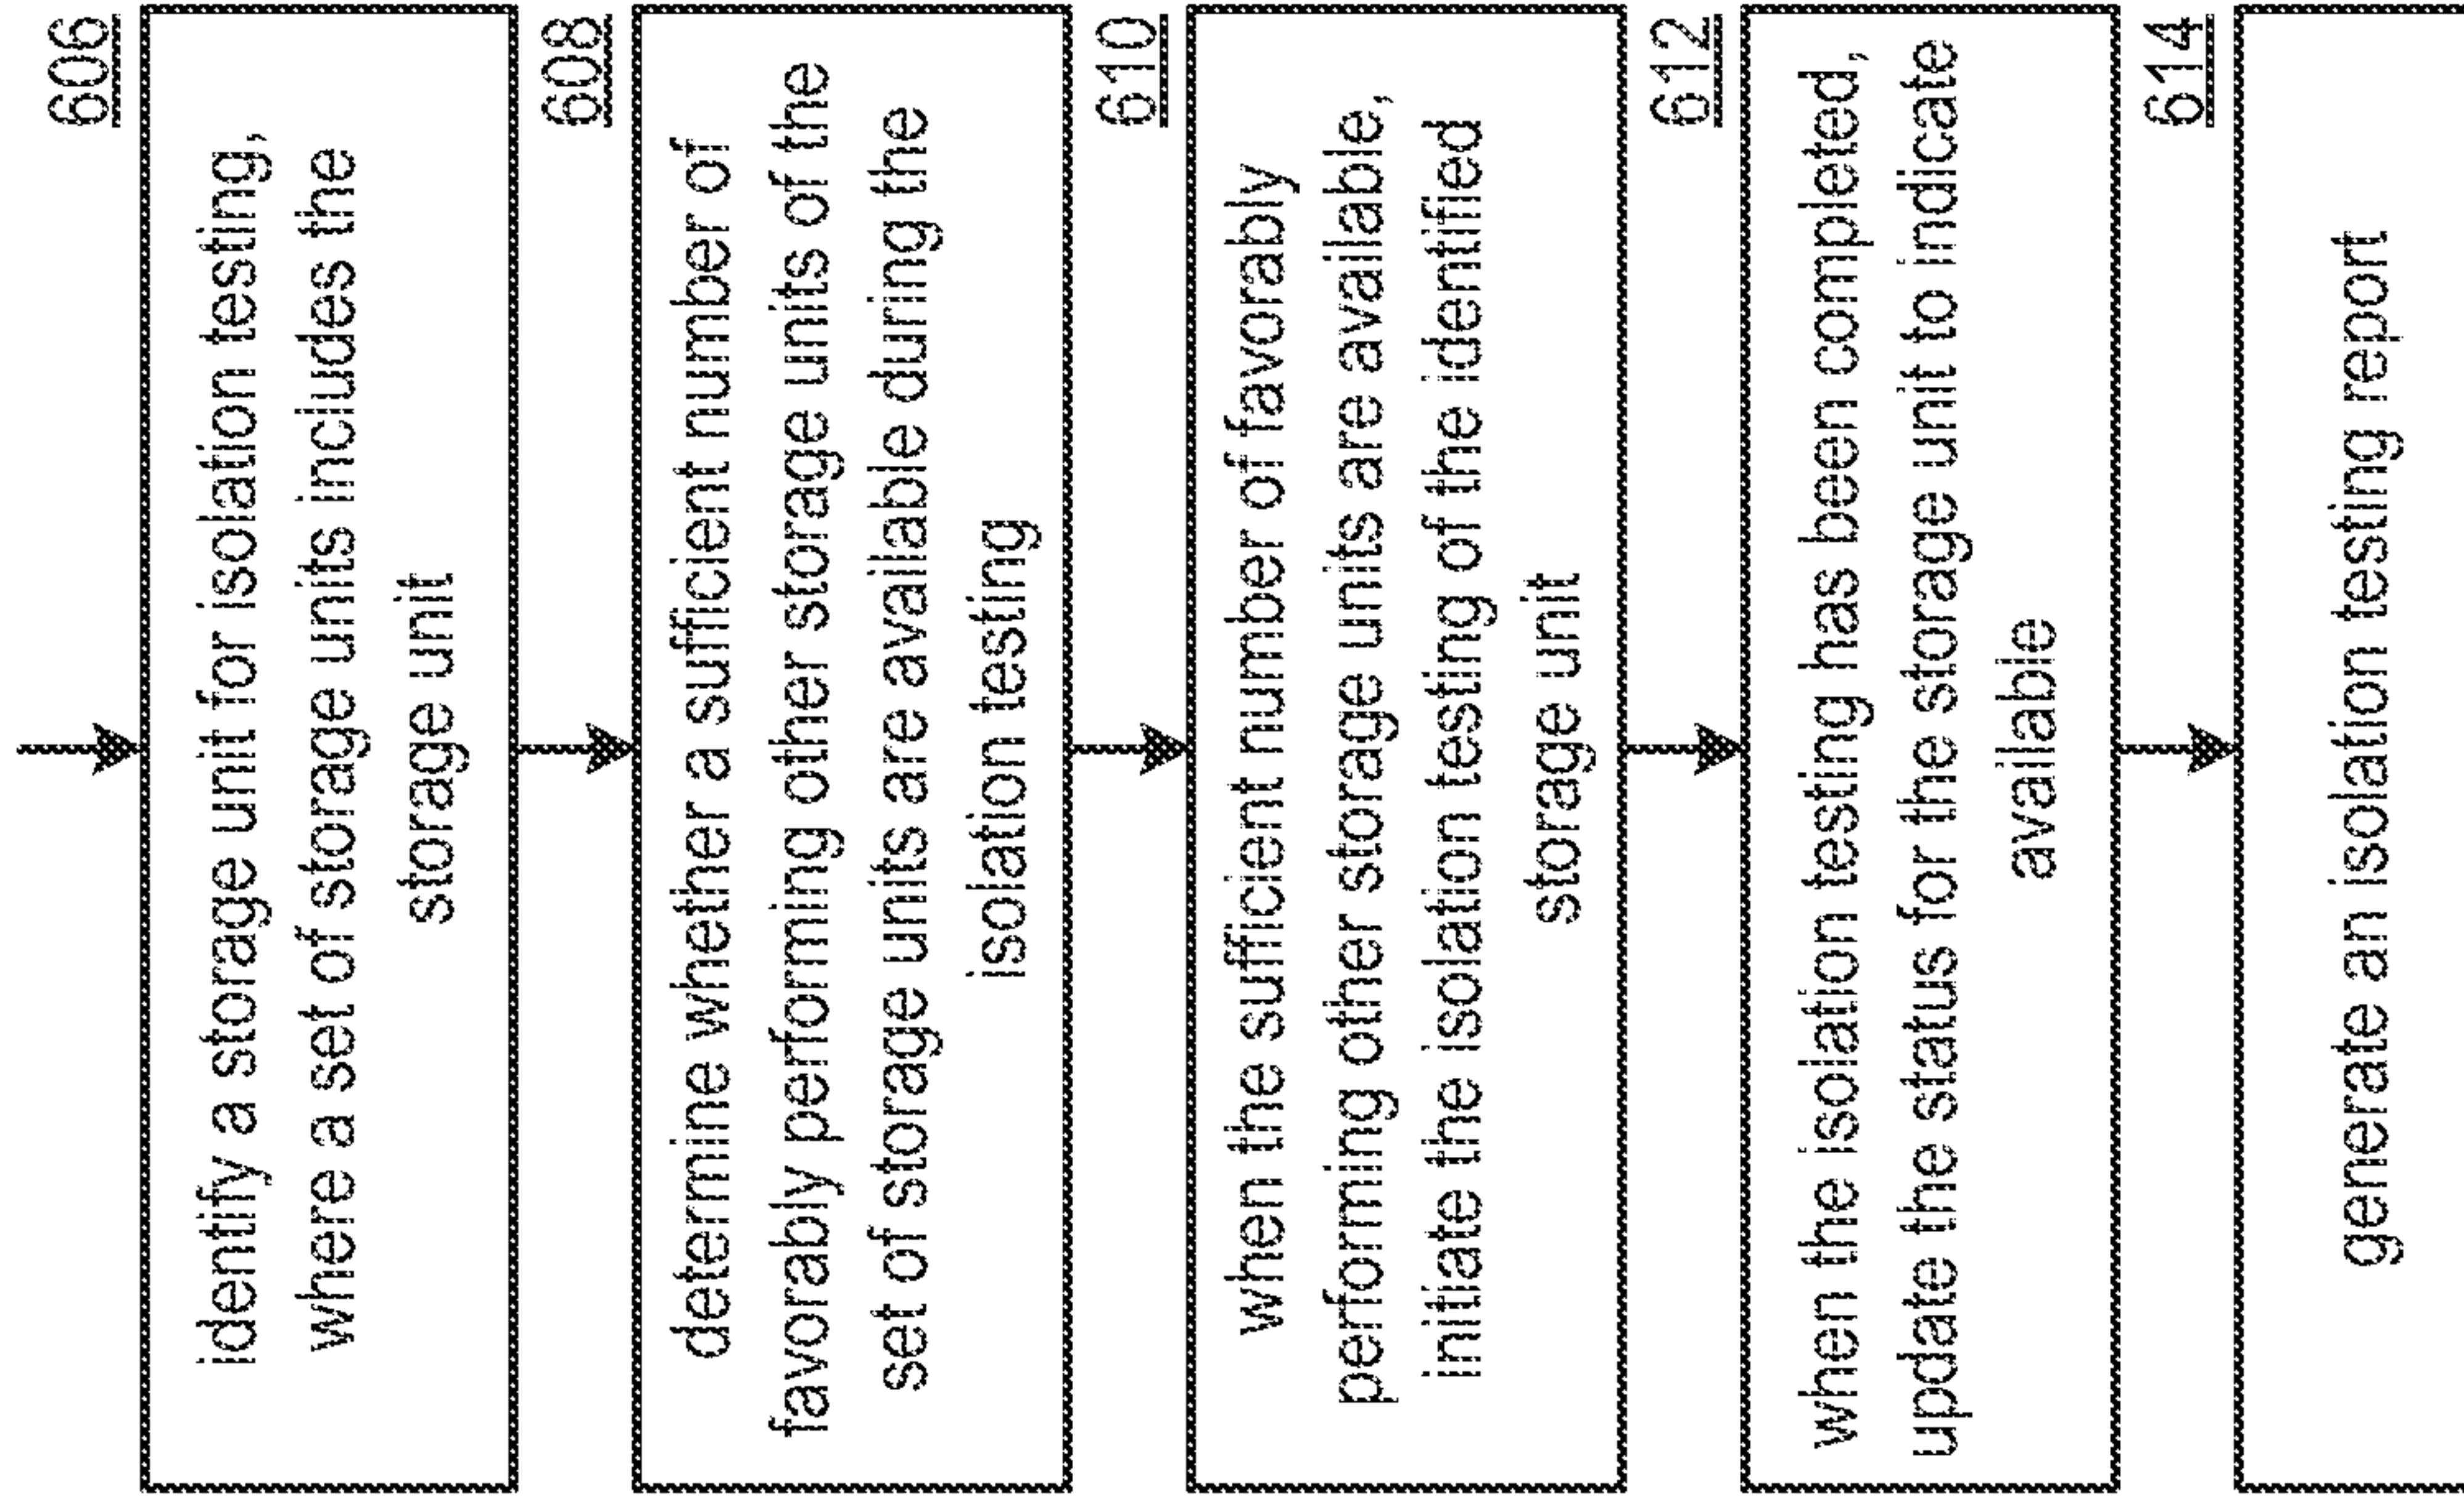 606
identify a storage unit for isolation testing,
where a set of storage units includes the
storage unit
608
determine whether a sufficient number of
favorably performing other storage units of the
set of storage units are available during the
isolation testing
610
when the sufficient number of favorably
performing other storage units are available,
initiate the isolation testing of the identified
storage unit
612
when the isolation testing has been completed,
update the status for the storage unit to indicate
available
614
generate an isolation testing report